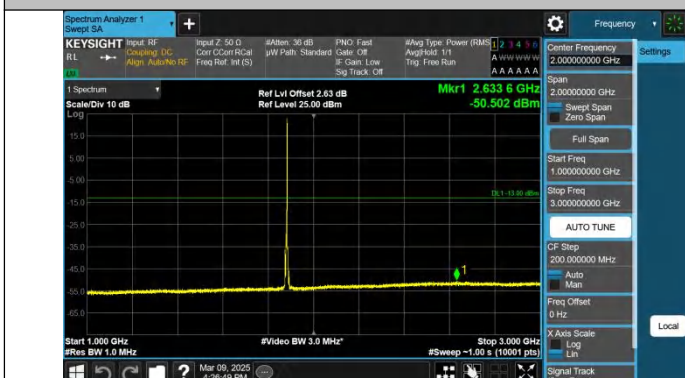 Spectrum Analyzer 1
Swept SA
Frequency
KEYSIGHT Input: RF
RL Coupling: DC
Align: Auto/No RF
Input Z: 50 Ω
Corr CCorr RCal
Freq Ref: Int (S)
#Atten: 36 dB
µW Path: Standard
PNO: Fast
Gate: Off
IF Gain: Low
Sig Track: Off
#Avg Type: Power (RMS
Avg|Hold: 1/1
Trig: Free Run
1 2 3 4 5 6
A W W W W W
A A A A A A
Center Frequency
2.000000000 GHz
Settings
Span
2.00000000 GHz
Swept Span
Zero Span
Full Span
Start Freq
1.000000000 GHz
Stop Freq
3.000000000 GHz
AUTO TUNE
CF Step
200.000000 MHz
Auto
Man
Freq Offset
0 Hz
X Axis Scale
Log
Lin
Signal Track
Local
1 Spectrum
Scale/Div 10 dB
Log
Ref Lvl Offset 2.63 dB
Ref Level 25.00 dBm
Mkr1 2.633 6 GHz
-50.502 dBm
15.0
5.00
-5.00
-15.0
-25.0
-35.0
-45.0
-55.0
-65.0
DL1 -13.00 dBm
1
Start 1.000 GHz
#Res BW 1.0 MHz
#Video BW 3.0 MHz*
Stop 3.000 GHz
#Sweep ~1.00 s (10001 pts)
?
Mar 09, 2025
4:26:49 PM